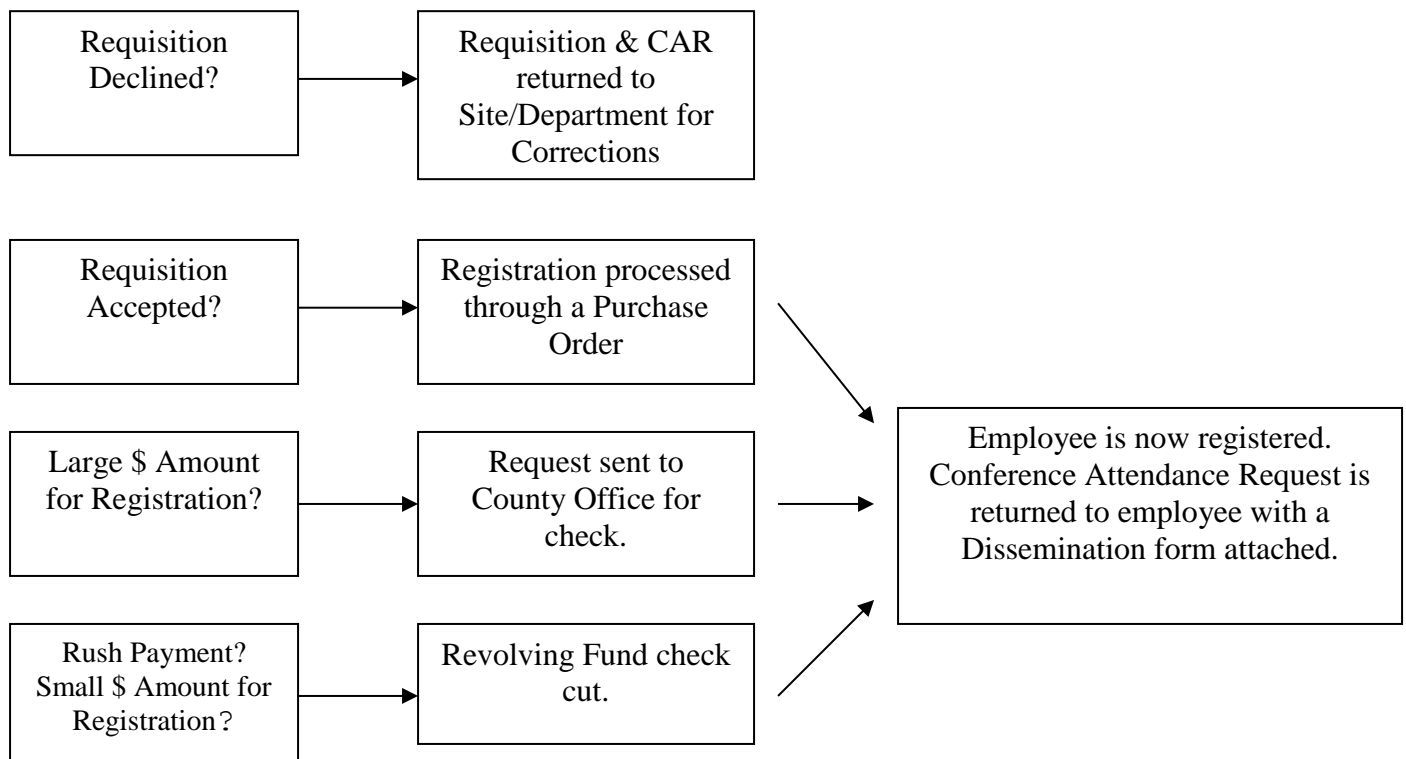 Requisition
Declined?
Requisition & CAR
returned to
Site/Department for
Corrections
Requisition
Accepted?
Registration processed
through a Purchase
Order
Large $ Amount
for Registration?
Request sent to
County Office for
check.
Rush Payment?
Small $ Amount for
Registration?
Revolving Fund check
cut.
Employee is now registered.
Conference Attendance Request is
returned to employee with a
Dissemination form attached.